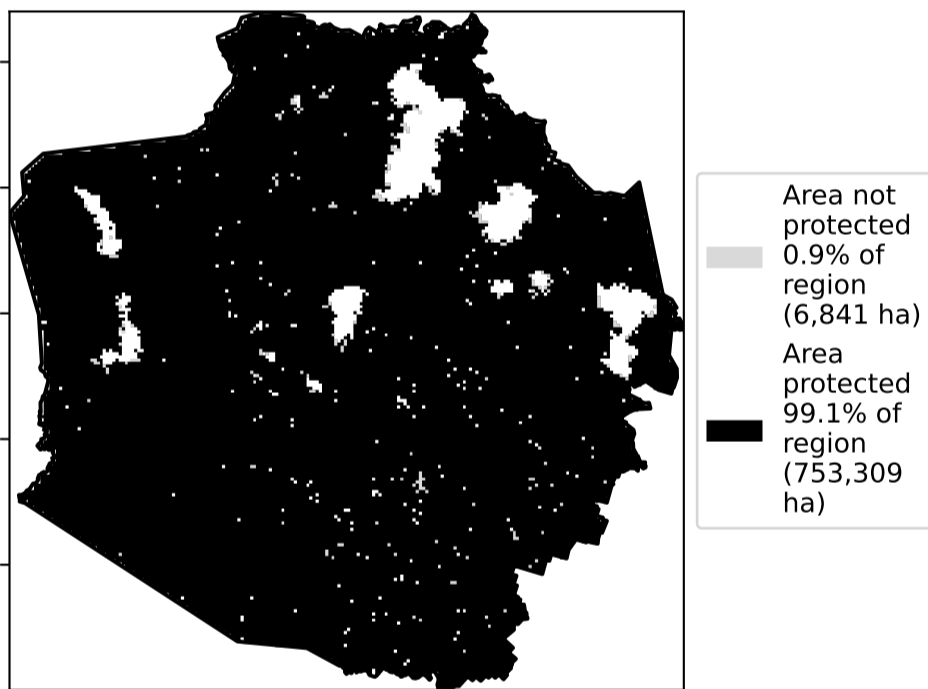 Area not
protected
0.9% of
region
(6,841 ha)
Area
protected
99.1% of
region
(753,309
ha)